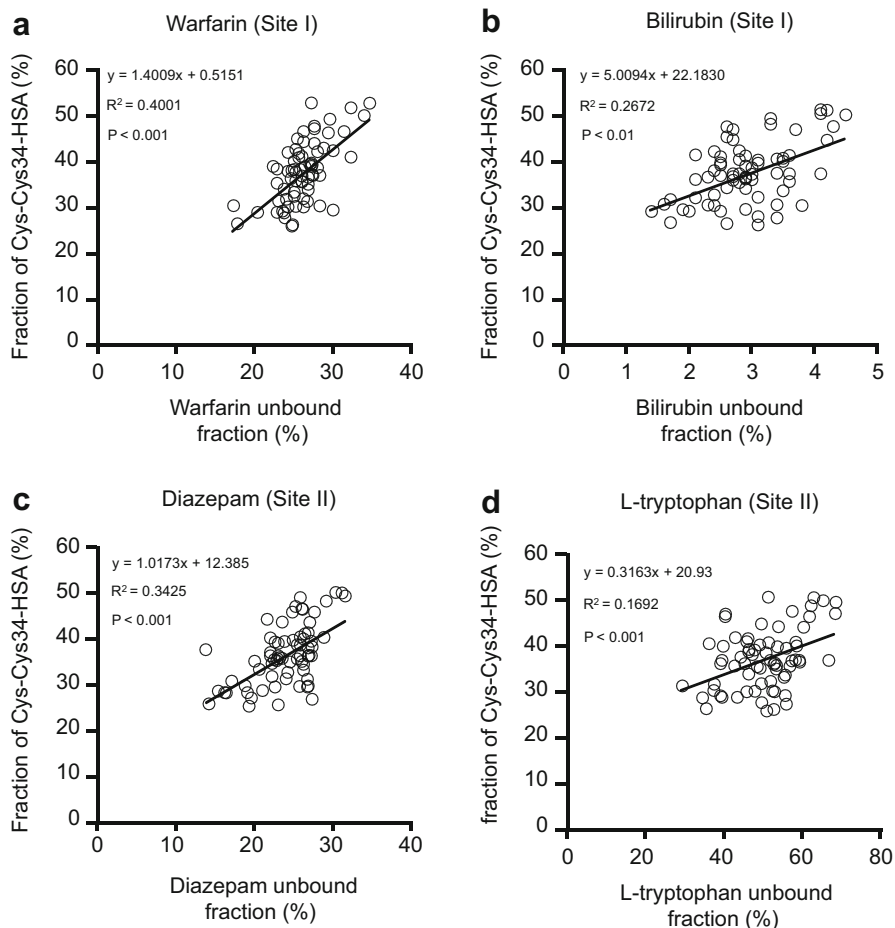 a
Warfarin (Site I)
Fraction of Cys-Cys34-HSA (%)
60
50
40
30
20
10
0
y = 1.4009x + 0.5151
R² = 0.4001
P < 0.001
0 10 20 30 40
Warfarin unbound
fraction (%)
b
Bilirubin (Site I)
Fraction of Cys-Cys34-HSA (%)
60
50
40
30
20
10
0
y = 5.0094x + 22.1830
R² = 0.2672
P < 0.01
0 1 2 3 4 5
Bilirubin unbound
fraction (%)
c
Diazepam (Site II)
Fraction of Cys-Cys34-HSA (%)
60
50
40
30
20
10
0
y = 1.0173x + 12.385
R² = 0.3425
P < 0.001
0 10 20 30 40
Diazepam unbound
fraction (%)
d
L-tryptophan (Site II)
fraction of Cys-Cys34-HSA (%)
60
50
40
30
20
10
0
y = 0.3163x + 20.93
R² = 0.1692
P < 0.001
0 20 40 60 80
L-tryptophan unbound
fraction (%)